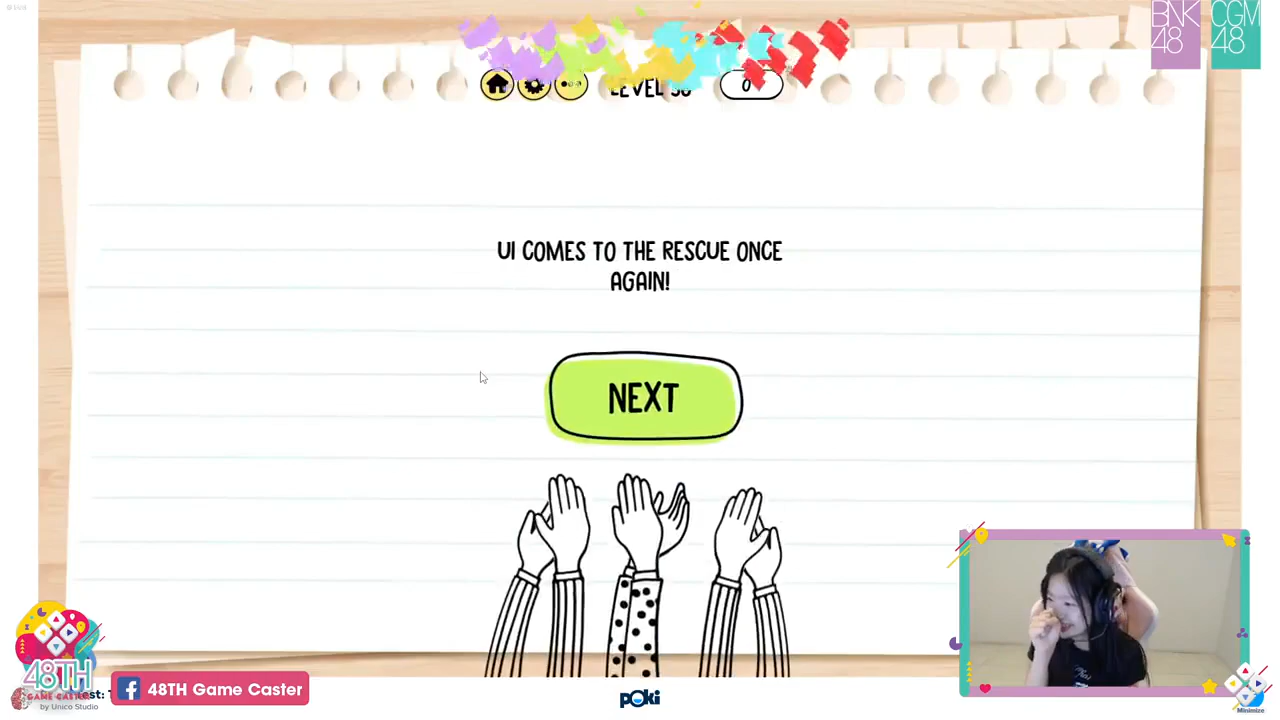 BNK
48
CGM
48
LEVEL
0
UI COMES TO THE RESCUE ONCE
AGAIN!
NEXT
48TH
GAME CASTER
by Unico Studio
48TH Game Caster
poki
Minimize